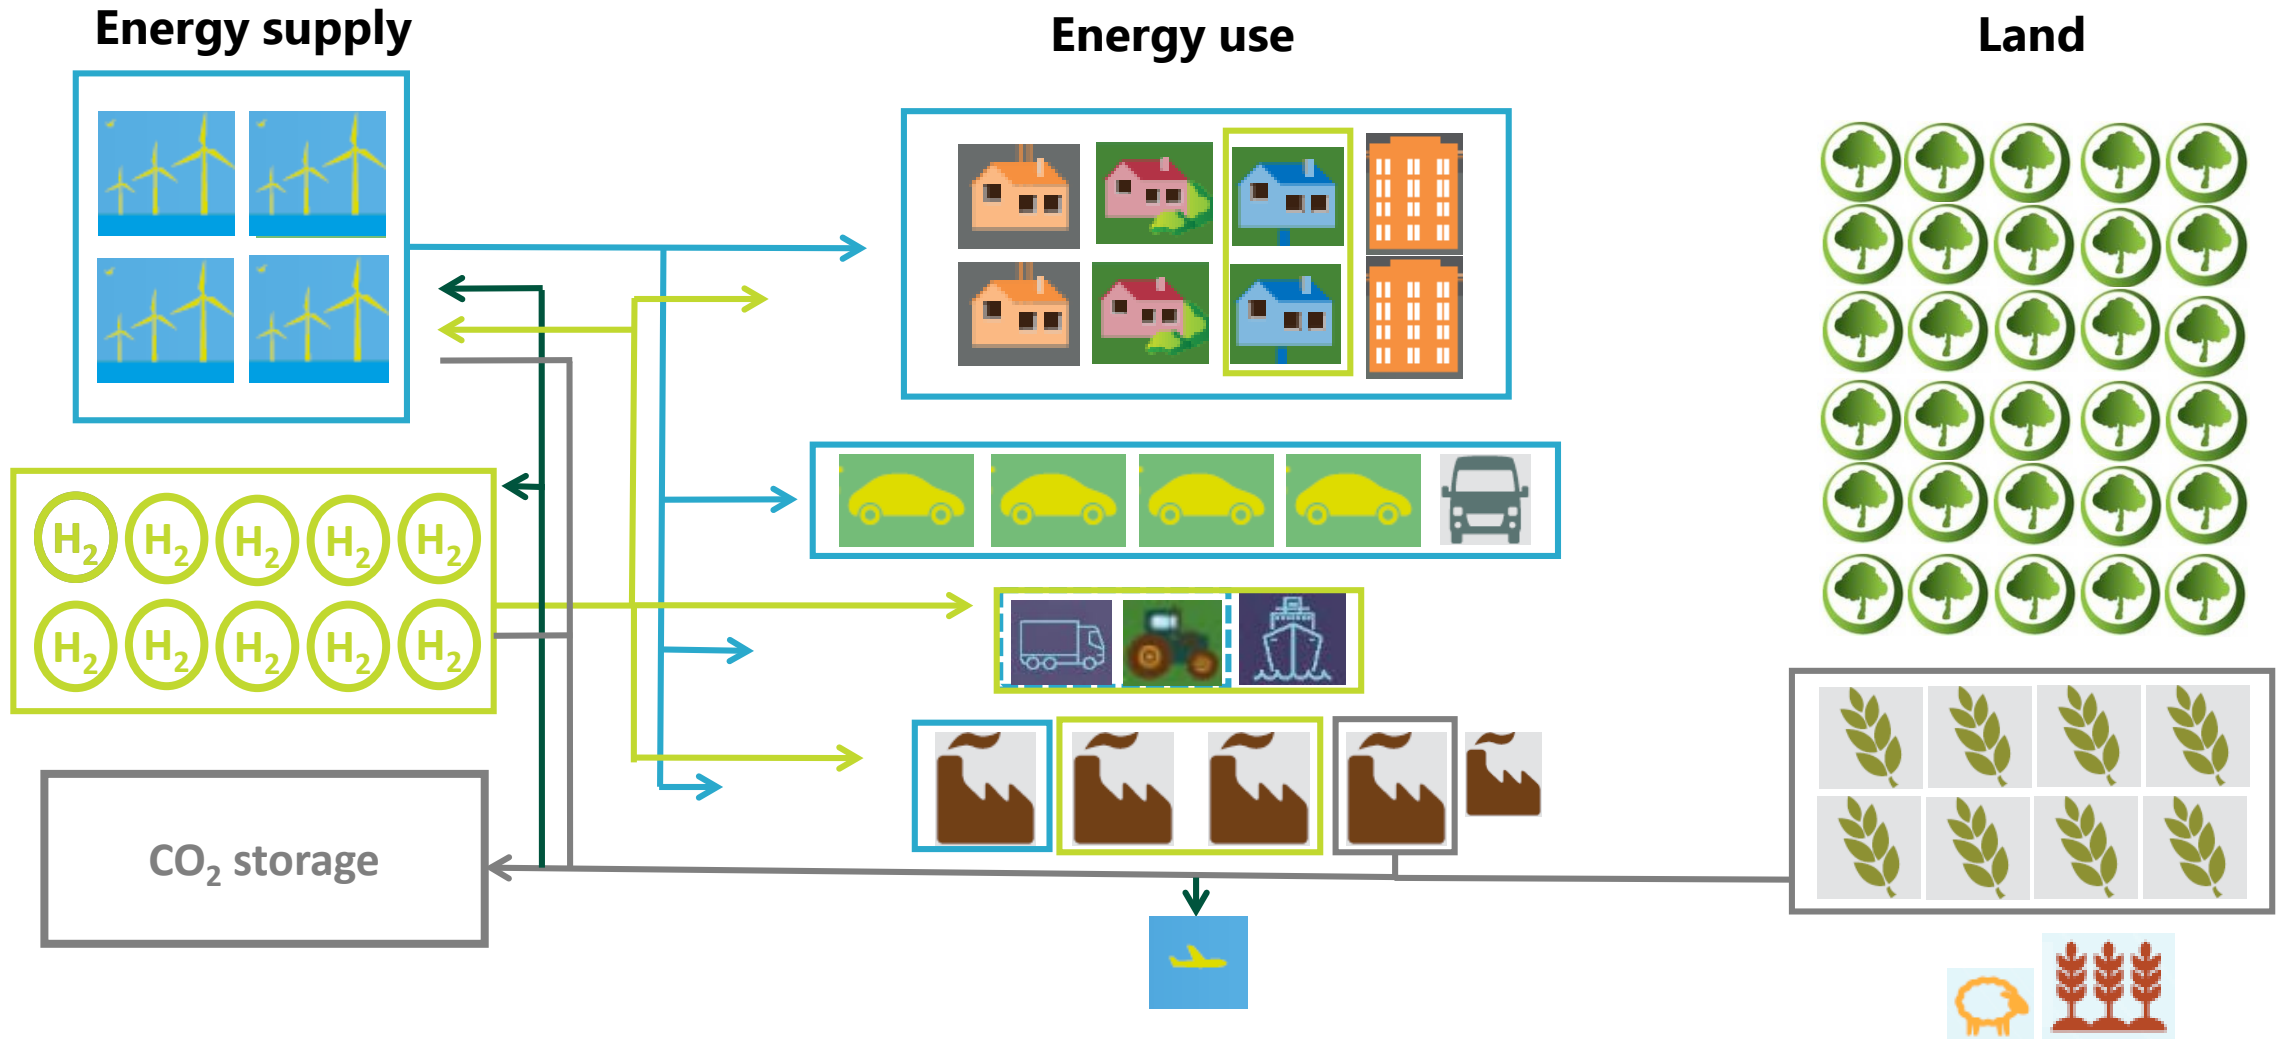 Energy supply
Energy use
Land
H₂ H₂ H₂ H₂ H₂
H₂ H₂ H₂ H₂ H₂
CO₂ storage